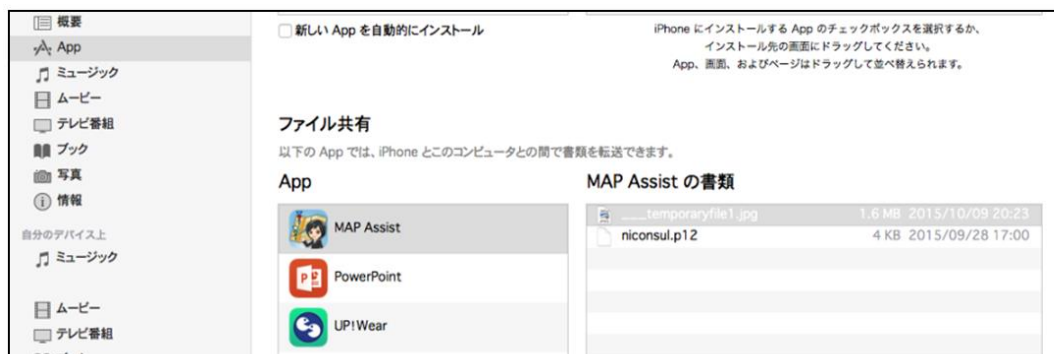 概要
App
ミュージック
ムービー
テレビ番組
ブック
写真
情報
自分のデバイス上
ミュージック
ムービー
テレビ番組
新しい App を自動的にインストール
iPhone にインストールする App のチェックボックスを選択するか、
インストール先の画面にドラッグしてください。
App、画面、およびページはドラッグして並べ替えられます。
ファイル共有
以下の App では、iPhone とこのコンピュータとの間で書類を転送できます。
App
MAP Assist
PowerPoint
UP!Wear
MAP Assist の書類
___temporaryfile1.jpg 1.6 MB 2015/10/09 20:23
niconsul.p12 4 KB 2015/09/28 17:00